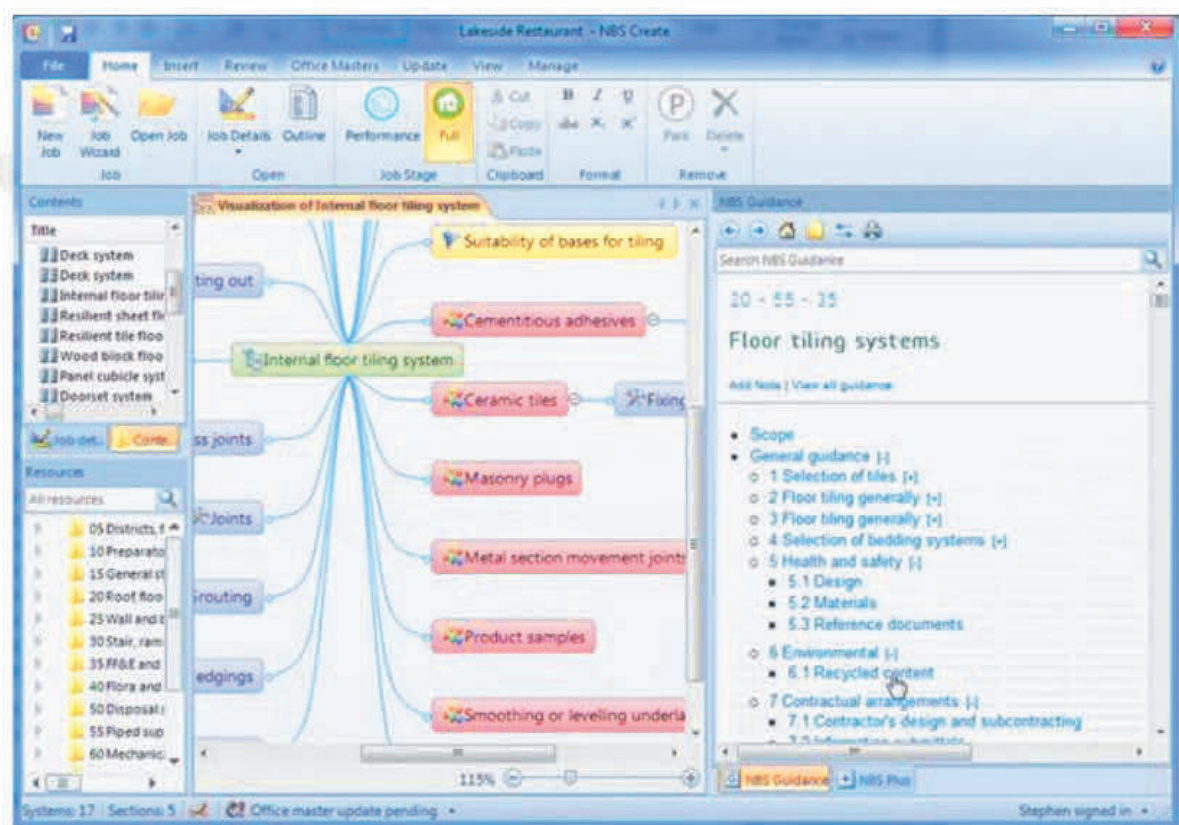 Lakeside Restaurant - NBS Create
File Home Insert Review Office Masters Update View Manage
New Job
Job Wizard
Open Job
Job Details
Outline
Performance
Full
Cut
Copy
Paste
B I U
abc X, X'
P
Park
Delete
Job
Open
Job Stage
Clipboard
Format
Remove
Contents
Title
Deck system
Deck system
Internal floor tilin
Resilient sheet flo
Resilient tile floo
Wood block floo
Panel cubicle syst
Doorset system
Job det...
Conte...
Resources
All resources
05 Districts, f
10 Preparato
15 General st
20 Roof floo
25 Wall and b
30 Stair, ram
35 FF&E and
40 Flora and
50 Disposal
55 Piped sup
60 Mechanic
Visualization of Internal floor tiling system
Suitability of bases for tiling
ting out
Cementitious adhesives
Internal floor tiling system
Ceramic tiles
Fixing
ss joints
Masonry plugs
Joints
Metal section movement joints
Grouting
Product samples
edgings
Smoothing or levelling underla
115%
NBS Guidance
Search NBS Guidance
20 - 55 - 35
Floor tiling systems
Add Note | View all guidance
Scope
General guidance [-]
1 Selection of tiles [+]
2 Floor tiling generally [+]
3 Floor tiling generally [+]
4 Selection of bedding systems [+]
5 Health and safety [-]
5.1 Design
5.2 Materials
5.3 Reference documents
6 Environmental [-]
6.1 Recycled content
7 Contractual arrangements [-]
7.1 Contractor's design and subcontracting
NBS Guidance
NBS Plus
Systems: 17 Sections: 5 Office master update pending
Stephen signed in